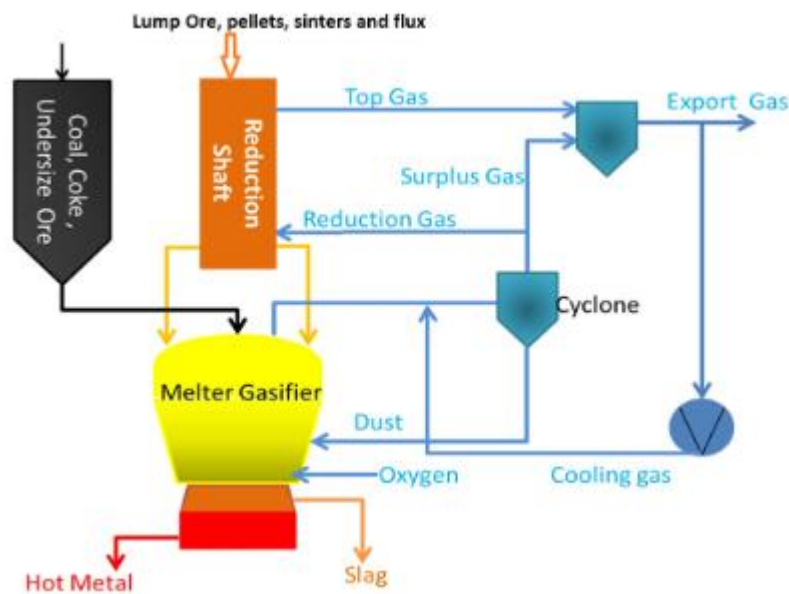 Lump Ore, pellets, sinters and flux
Coal, Coke ,
Undersize Ore
Reduction
Shaft
Top Gas
Export Gas
Surplus Gas
Reduction Gas
Cyclone
Melter Gasifier
Dust
Oxygen
Cooling gas
Hot Metal
Slag